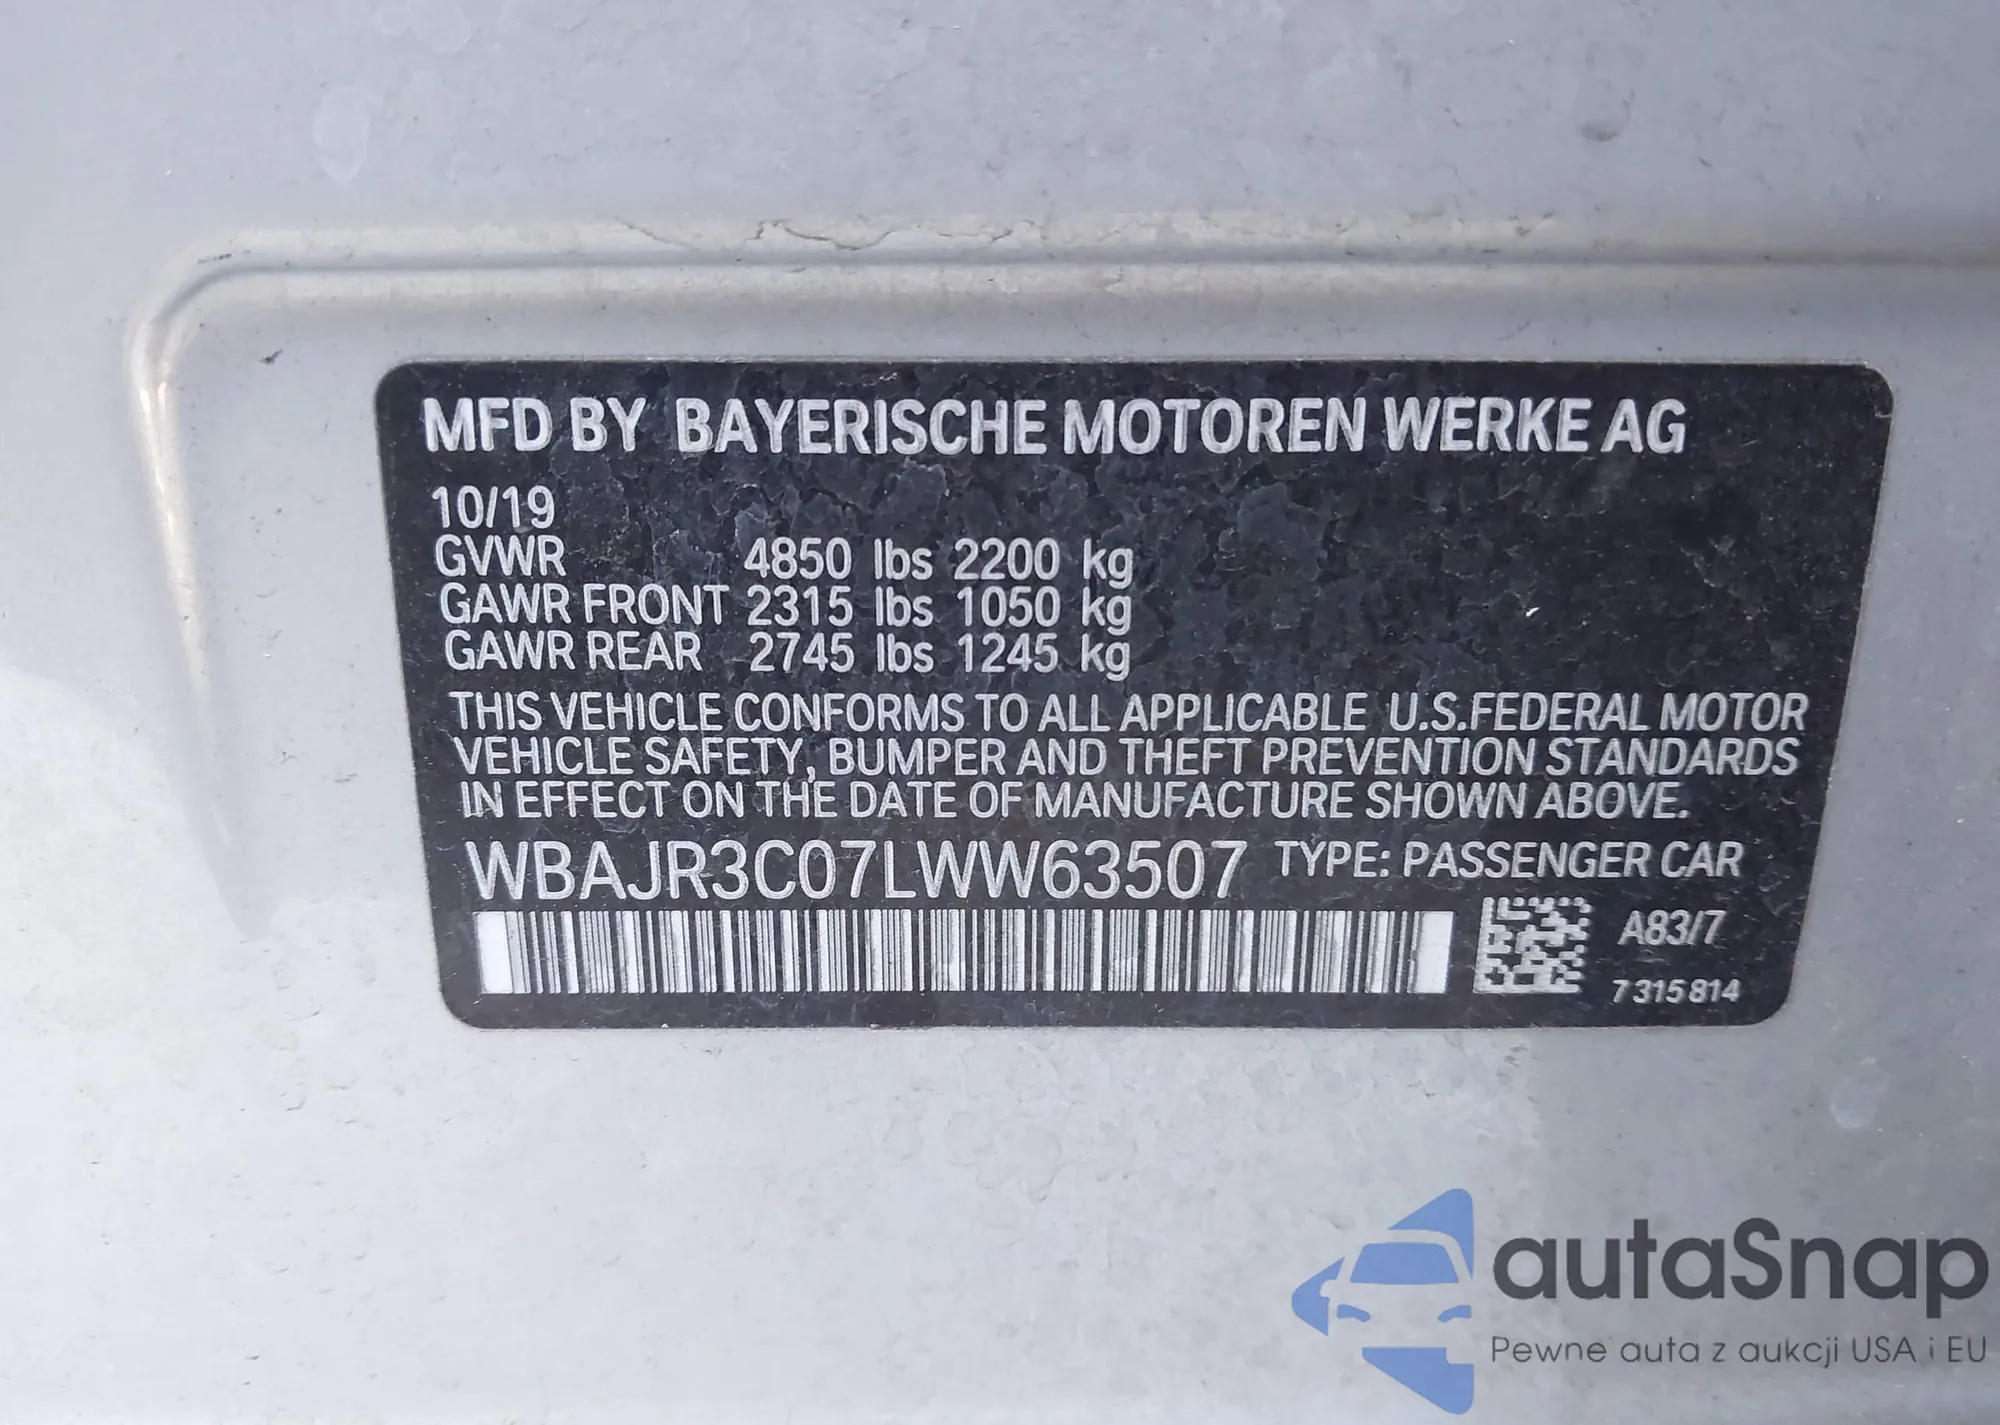 MFD BY BAYERISCHE MOTOREN WERKE AG
10/19
GVWR 4850 lbs 2200 kg
GAWR FRONT 2315 lbs 1050 kg
GAWR REAR 2745 lbs 1245 kg
THIS VEHICLE CONFORMS TO ALL APPLICABLE U.S.FEDERAL MOTOR
VEHICLE SAFETY, BUMPER AND THEFT PREVENTION STANDARDS
IN EFFECT ON THE DATE OF MANUFACTURE SHOWN ABOVE.
WBAJR3C07LWW63507 TYPE: PASSENGER CAR
A83/7
7315814
autaSnap
Pewne auta z aukcji USA i EU